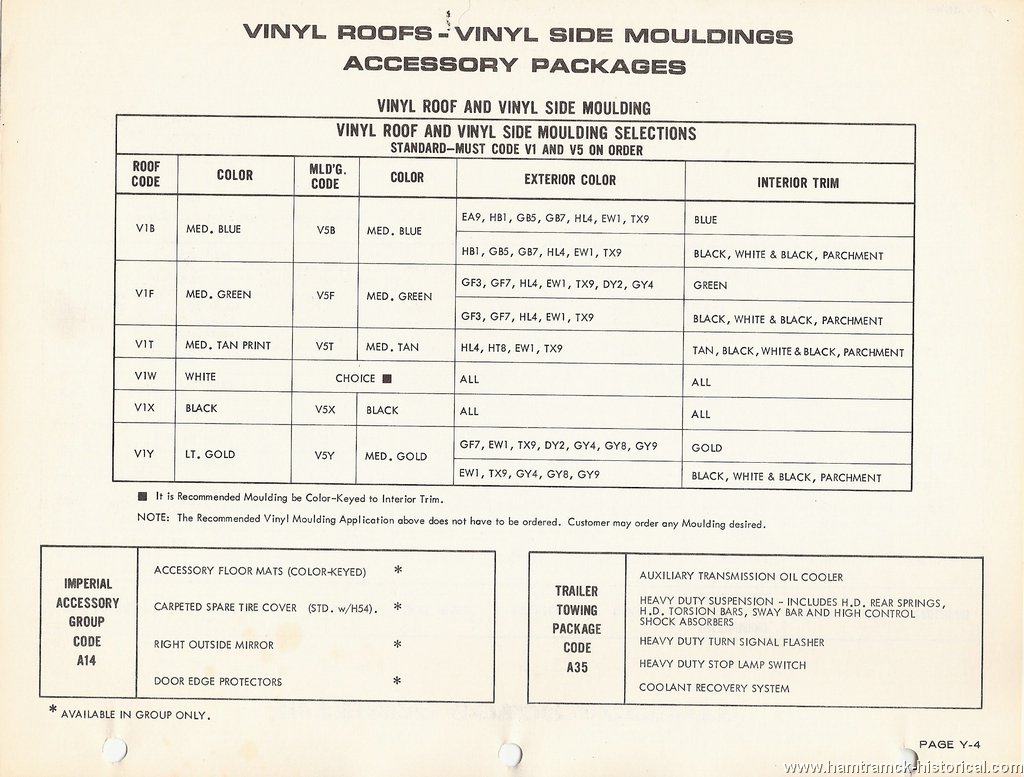 VINYL ROOFS - VINYL SIDE MOULDINGS
ACCESSORY PACKAGES
VINYL ROOF AND VINYL SIDE MOULDING
VINYL ROOF AND VINYL SIDE MOULDING SELECTIONS
STANDARD—MUST CODE V1 AND V5 ON ORDER
ROOF CODE COLOR MLD'G. CODE COLOR EXTERIOR COLOR INTERIOR TRIM
V1B MED. BLUE V5B MED. BLUE EA9, HB1, GB5, GB7, HL4, EW1, TX9 BLUE
HB1, GB5, GB7, HL4, EW1, TX9 BLACK, WHITE & BLACK, PARCHMENT
V1F MED. GREEN V5F MED. GREEN GF3, GF7, HL4, EW1, TX9, DY2, GY4 GREEN
GF3, GF7, HL4, EW1, TX9 BLACK, WHITE & BLACK, PARCHMENT
V1T MED. TAN PRINT V5T MED. TAN HL4, HT8, EW1, TX9 TAN, BLACK, WHITE & BLACK, PARCHMENT
V1W WHITE CHOICE ■ ALL ALL
V1X BLACK V5X BLACK ALL ALL
V1Y LT. GOLD V5Y MED. GOLD GF7, EW1, TX9, DY2, GY4, GY8, GY9 GOLD
EW1, TX9, GY4, GY8, GY9 BLACK, WHITE & BLACK, PARCHMENT
■ It is Recommended Moulding be Color-Keyed to Interior Trim.
NOTE: The Recommended Vinyl Moulding Application above does not have to be ordered. Customer may order any Moulding desired.
IMPERIAL
ACCESSORY
GROUP
CODE
A14
ACCESSORY FLOOR MATS (COLOR-KEYED) *
CARPETED SPARE TIRE COVER (STD. w/H54). *
RIGHT OUTSIDE MIRROR *
DOOR EDGE PROTECTORS *
* AVAILABLE IN GROUP ONLY.
TRAILER
TOWING
PACKAGE
CODE
A35
AUXILIARY TRANSMISSION OIL COOLER
HEAVY DUTY SUSPENSION - INCLUDES H.D. REAR SPRINGS,
H.D. TORSION BARS, SWAY BAR AND HIGH CONTROL
SHOCK ABSORBERS
HEAVY DUTY TURN SIGNAL FLASHER
HEAVY DUTY STOP LAMP SWITCH
COOLANT RECOVERY SYSTEM
PAGE Y-4
www.hamtramck-historical.com